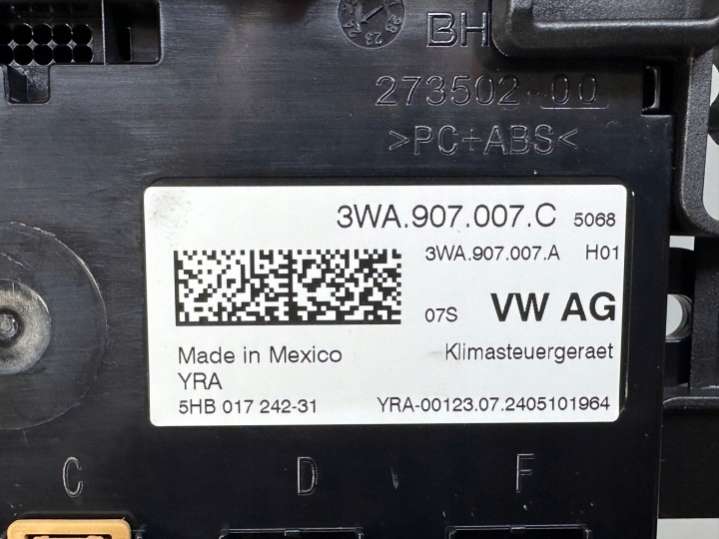 BH
273502-00
>PC+ABS<
3WA.907.007.C 5068
3WA.907.007.A H01
07S VW AG
Made in Mexico Klimasteuergeraet
YRA
5HB 017 242-31 YRA-00123.07.2405101964
C D F